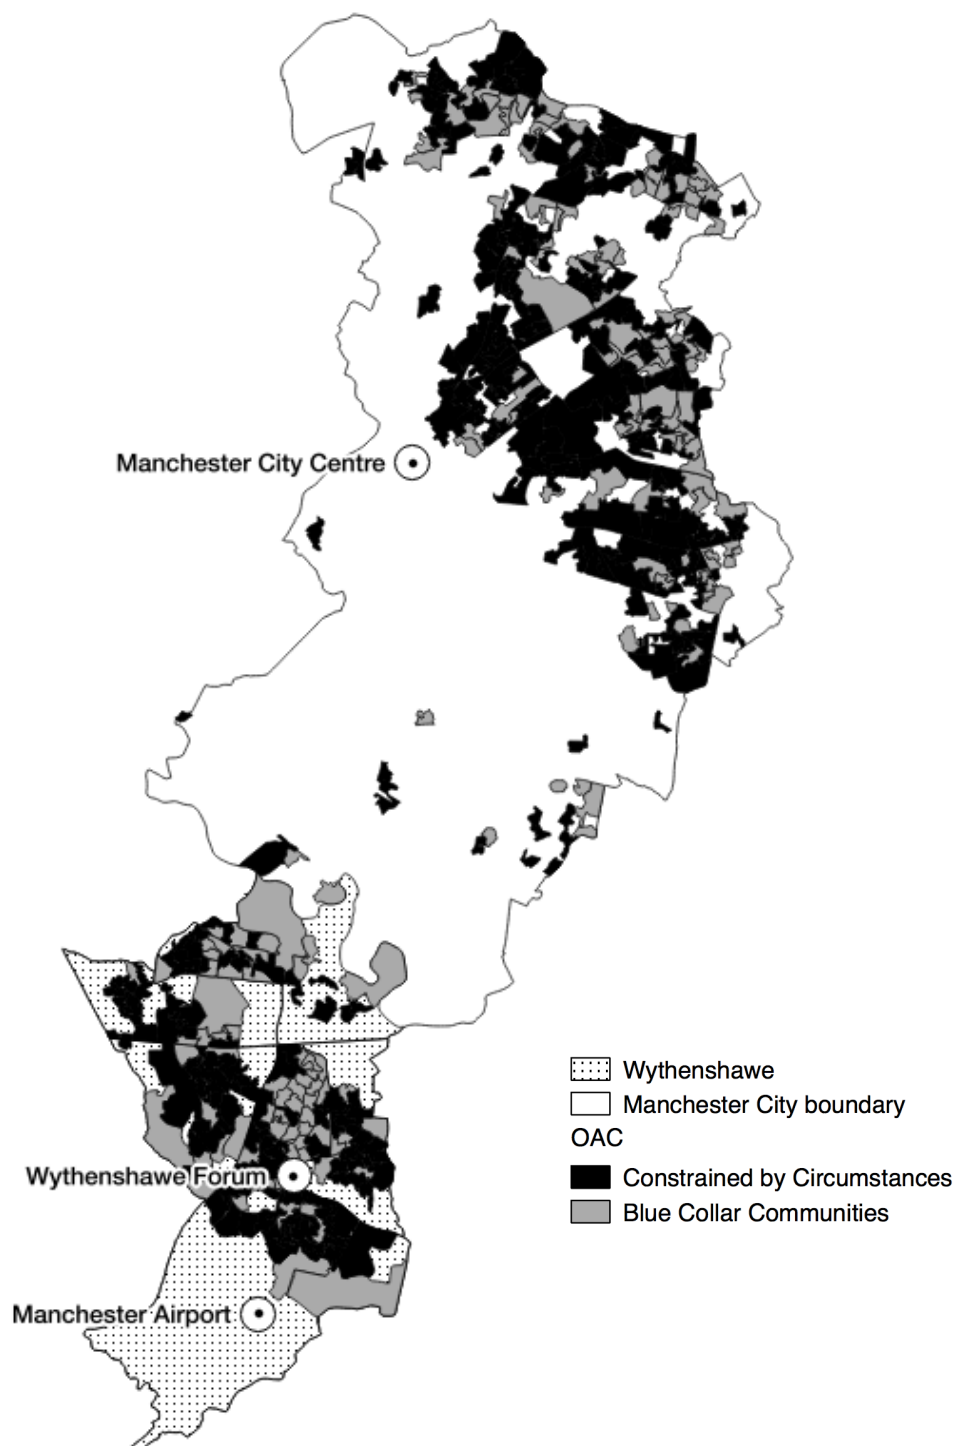 Manchester City Centre
Wythenshawe
Manchester City boundary
OAC
Constrained by Circumstances
Blue Collar Communities
Wythenshawe Forum
Manchester Airport